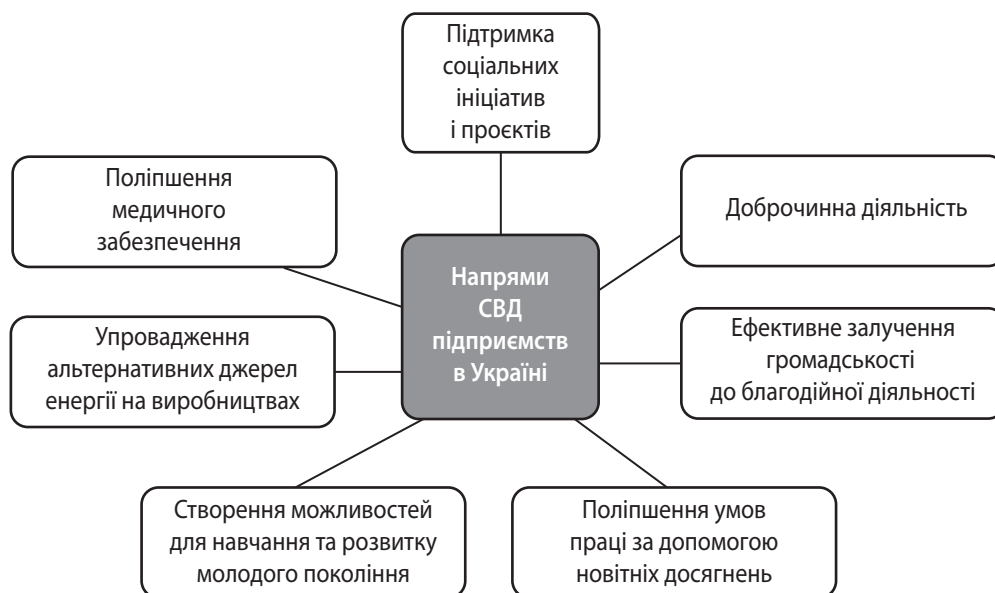 Підтримка
соціальних
ініціатив
і проєктів
Поліпшення
медичного
забезпечення
Доброчинна діяльність
Напрями
СВД
підприємств
в Україні
Упровадження
альтернативних джерел
енергії на виробництвах
Ефективне залучення
громадськості
до благодійної діяльності
Створення можливостей
для навчання та розвитку
молодого покоління
Поліпшення умов
праці за допомогою
новітніх досягнень